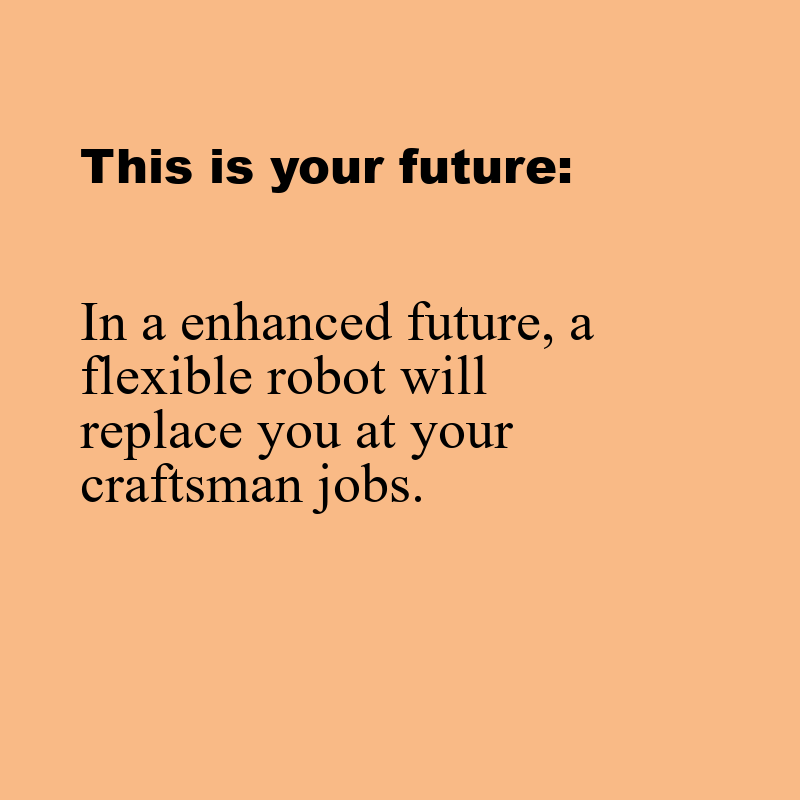 This is your future:
In a enhanced future, a
flexible robot will
replace you at your
craftsman jobs.